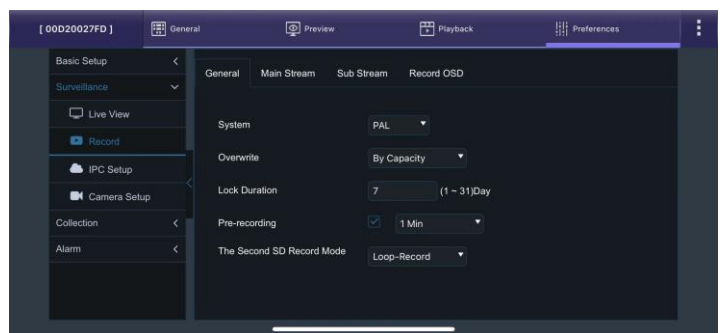 [ 00D20027FD ] General Preview Playback Preferences
Basic Setup
Surveillance
Live View
Record
IPC Setup
Camera Setup
Collection
Alarm
General Main Stream Sub Stream Record OSD
System PAL
Overwrite By Capacity
Lock Duration 7 (1 ~ 31)Day
Pre-recording 1 Min
The Second SD Record Mode Loop-Record